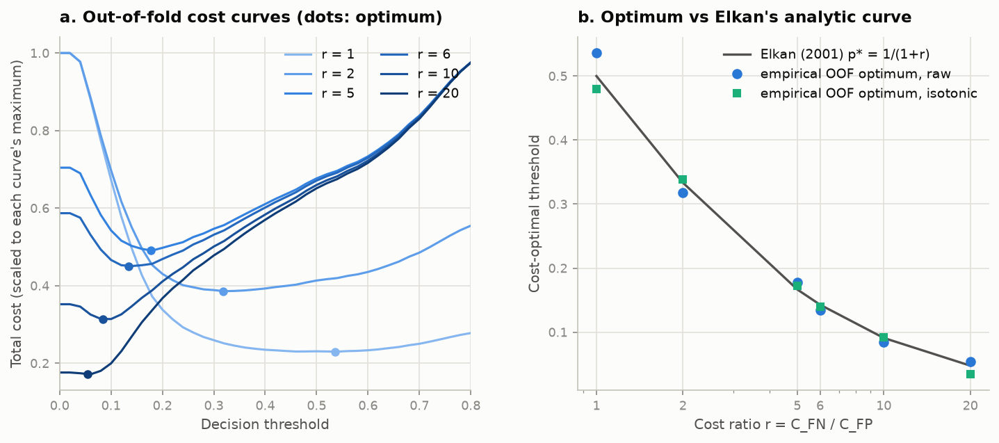 a. Out-of-fold cost curves (dots: optimum)
Total cost (scaled to each curve's maximum)
1.0
0.8
0.6
0.4
0.2
r = 1
r = 2
r = 5
r = 6
r = 10
r = 20
0.0 0.1 0.2 0.3 0.4 0.5 0.6 0.7 0.8
Decision threshold
b. Optimum vs Elkan's analytic curve
Cost-optimal threshold
0.5
0.4
0.3
0.2
0.1
Elkan (2001) p* = 1/(1+r)
empirical OOF optimum, raw
empirical OOF optimum, isotonic
1 2 5 6 10 20
Cost ratio r = C_FN / C_FP